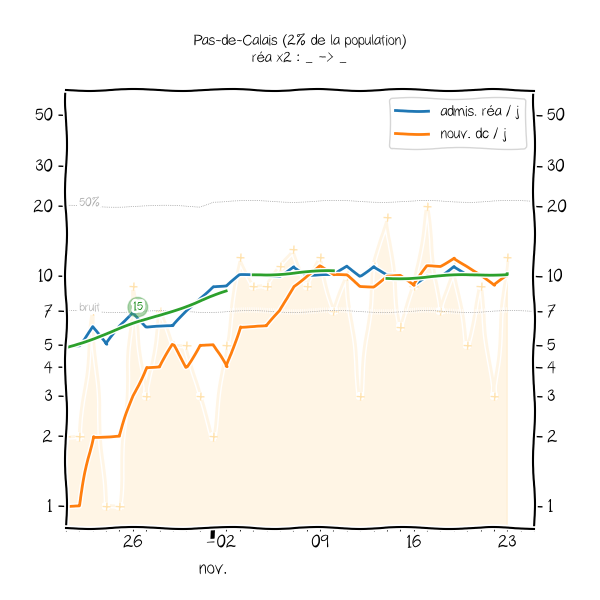 Pas-de-Calais (2% de la population)
réa x2 : _ -> _
admis. réa / j
nouv. dc / j
50 50
30 30
20 20
50%
10 10
15
bruit
7 7
5 5
4 4
3 3
2 2
1 1
26 02 09 16 23
nov.